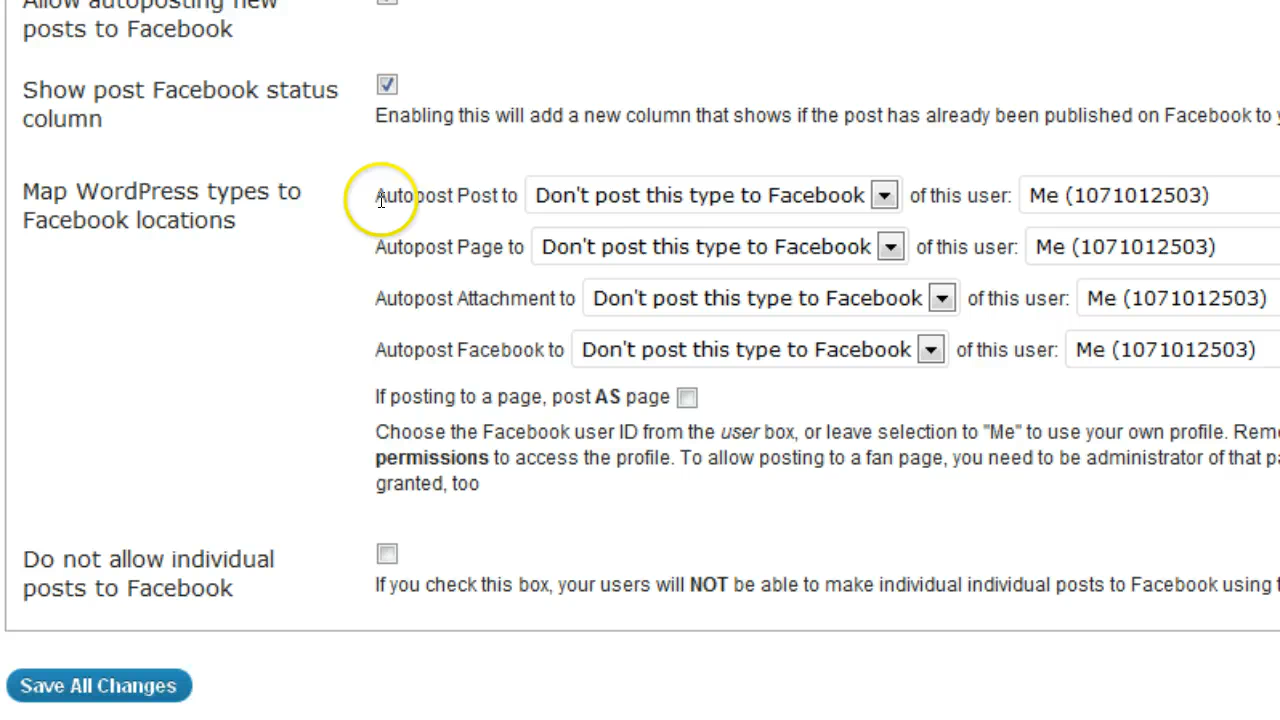 Allow autoposting new
posts to Facebook
Show post Facebook status
column
Enabling this will add a new column that shows if the post has already been published on Facebook to
Map WordPress types to
Facebook locations
Autopost Post to Don't post this type to Facebook of this user: Me (1071012503)
Autopost Page to Don't post this type to Facebook of this user: Me (1071012503)
Autopost Attachment to Don't post this type to Facebook of this user: Me (1071012503)
Autopost Facebook to Don't post this type to Facebook of this user: Me (1071012503)
If posting to a page, post AS page
Choose the Facebook user ID from the user box, or leave selection to "Me" to use your own profile. Rem
permissions to access the profile. To allow posting to a fan page, you need to be administrator of that pa
granted, too
Do not allow individual
posts to Facebook
If you check this box, your users will NOT be able to make individual individual posts to Facebook using
Save All Changes